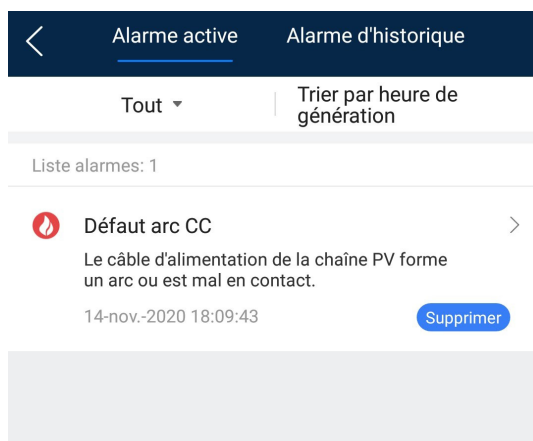 Alarme active Alarme d'historique
Tout Trier par heure de
génération
Liste alarmes: 1
Défaut arc CC
Le câble d'alimentation de la chaîne PV forme
un arc ou est mal en contact.
14-nov.-2020 18:09:43 Supprimer